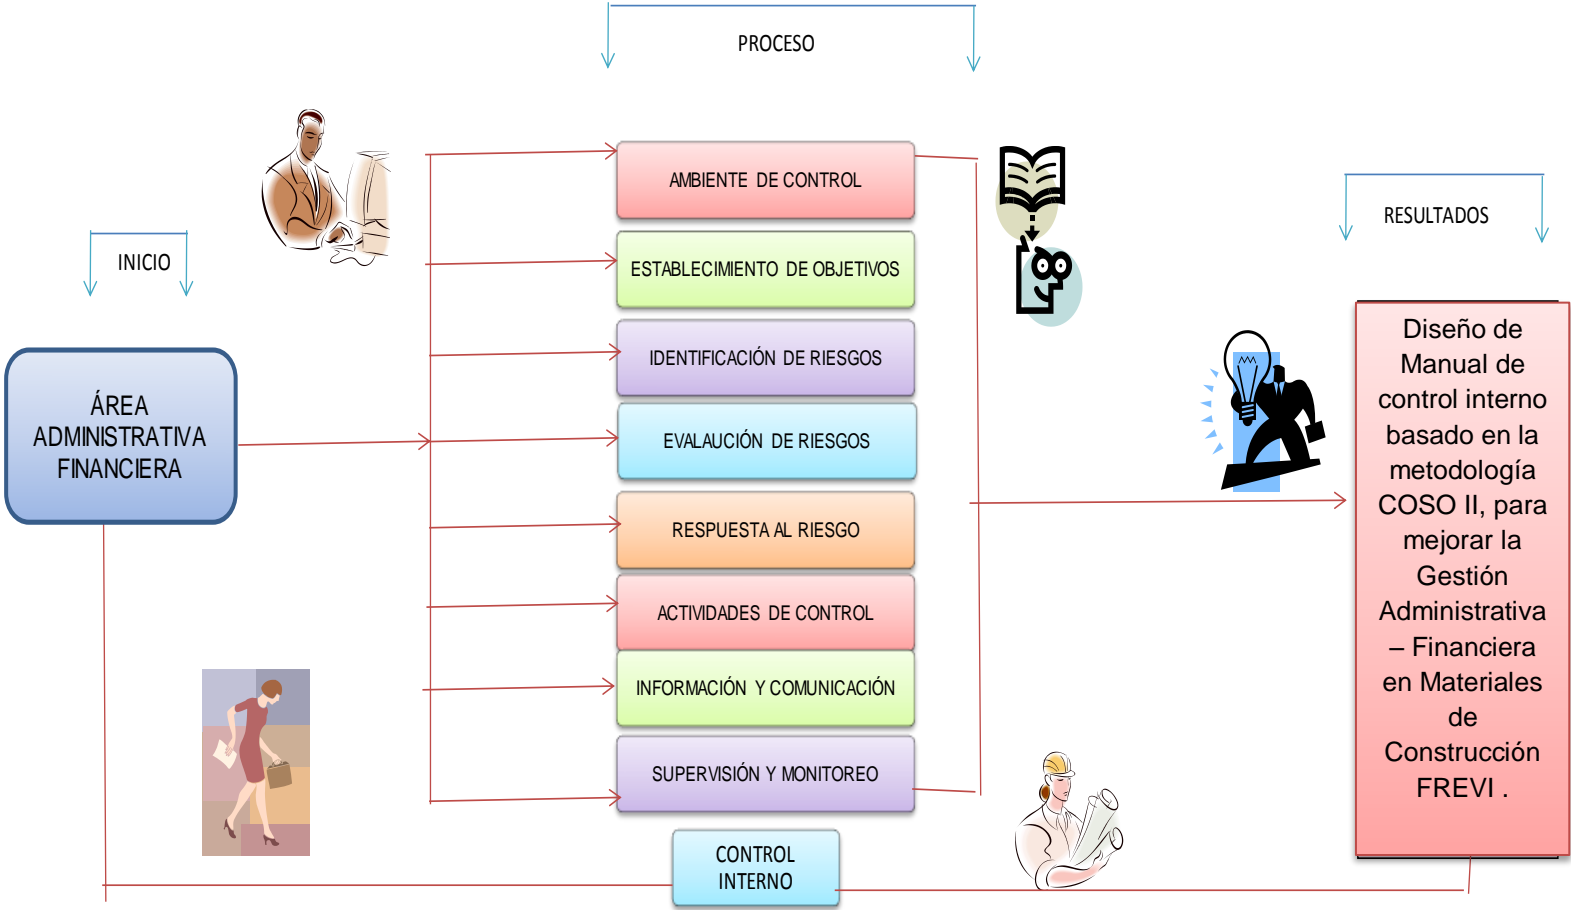 PROCESO
INICIO
RESULTADOS
ÁREA
ADMINISTRATIVA
FINANCIERA
AMBIENTE DE CONTROL
ESTABLECIMIENTO DE OBJETIVOS
IDENTIFICACIÓN DE RIESGOS
EVALAUCIÓN DE RIESGOS
RESPUESTA AL RIESGO
ACTIVIDADES DE CONTROL
INFORMACIÓN Y COMUNICACIÓN
SUPERVISIÓN Y MONITOREO
CONTROL
INTERNO
Diseño de
Manual de
control interno
basado en la
metodología
COSO II, para
mejorar la
Gestión
Administrativa
– Financiera
en Materiales
de
Construcción
FREVI .